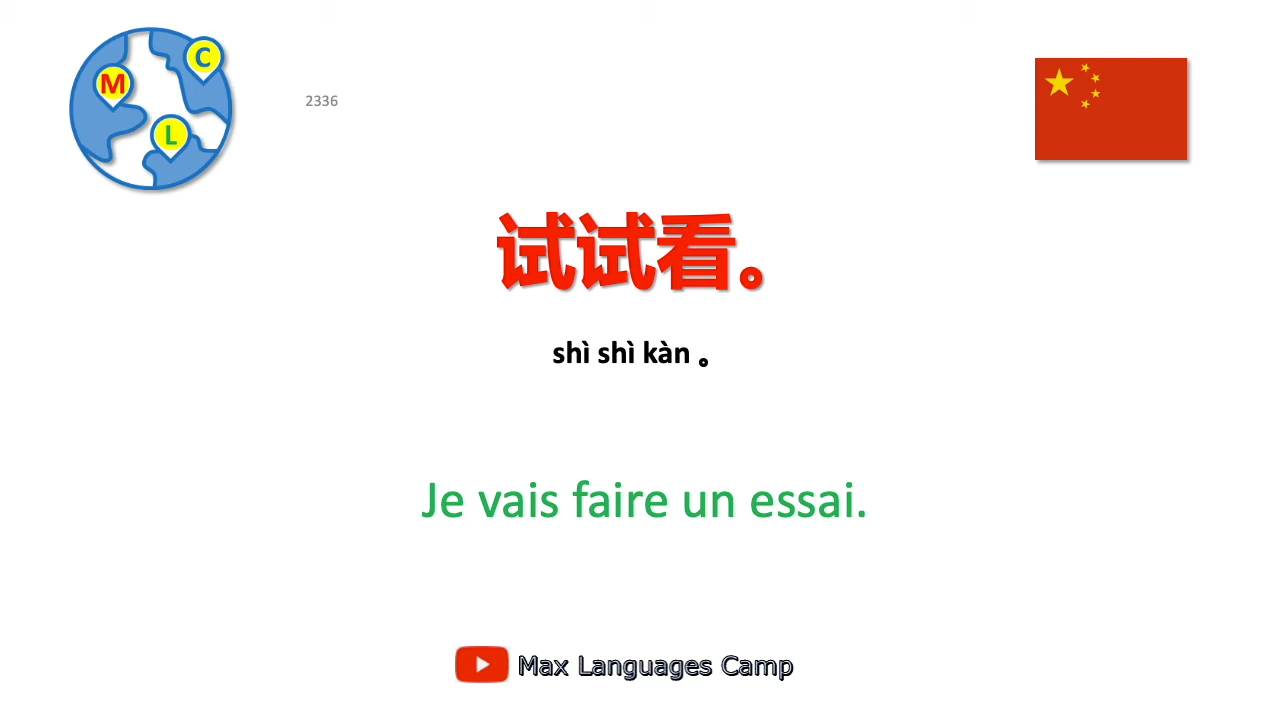 M
C
L
2336
试试看。
shì shì kàn 。
Je vais faire un essai.
Max Languages Camp